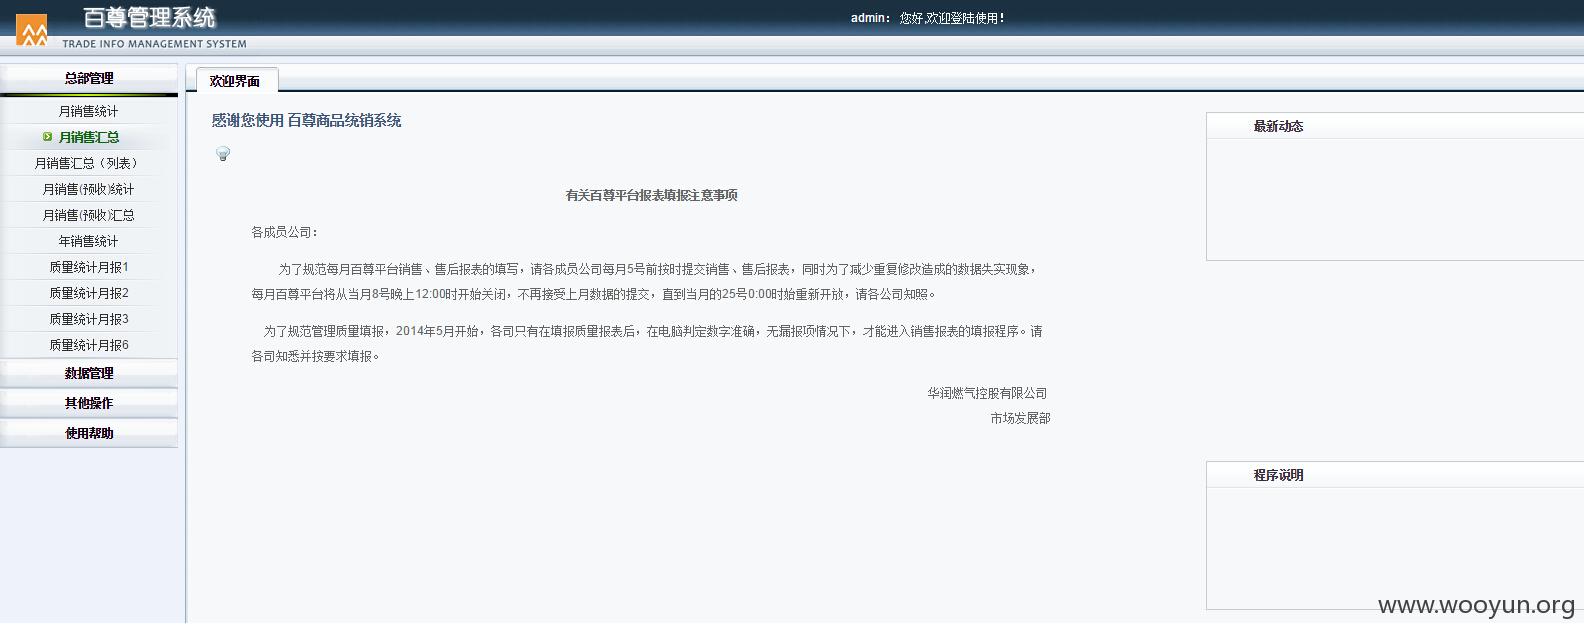 百尊管理系统
TRADE INFO MANAGEMENT SYSTEM
admin： 您好,欢迎登陆使用！
总部管理
月销售统计
月销售汇总
月销售汇总（列表）
月销售(预收)统计
月销售(预收)汇总
年销售统计
质量统计月报1
质量统计月报2
质量统计月报3
质量统计月报6
数据管理
其他操作
使用帮助
欢迎界面
感谢您使用 百尊商品统销系统
有关百尊平台报表填报注意事项
各成员公司：
为了规范每月百尊平台销售、售后报表的填写，请各成员公司每月5号前按时提交销售、售后报表，同时为了减少重复修改造成的数据失实现象，
每月百尊平台将从当月8号晚上12:00时开始关闭，不再接受上月数据的提交，直到当月的25号0:00时始重新开放，请各公司知照。
为了规范管理质量填报，2014年5月开始，各司只有在填报质量报表后，在电脑判定数字准确，无漏报项情况下，才能进入销售报表的填报程序。请
各司知悉并按要求填报。
华润燃气控股有限公司
市场发展部
最新动态
程序说明
www.wooyun.org